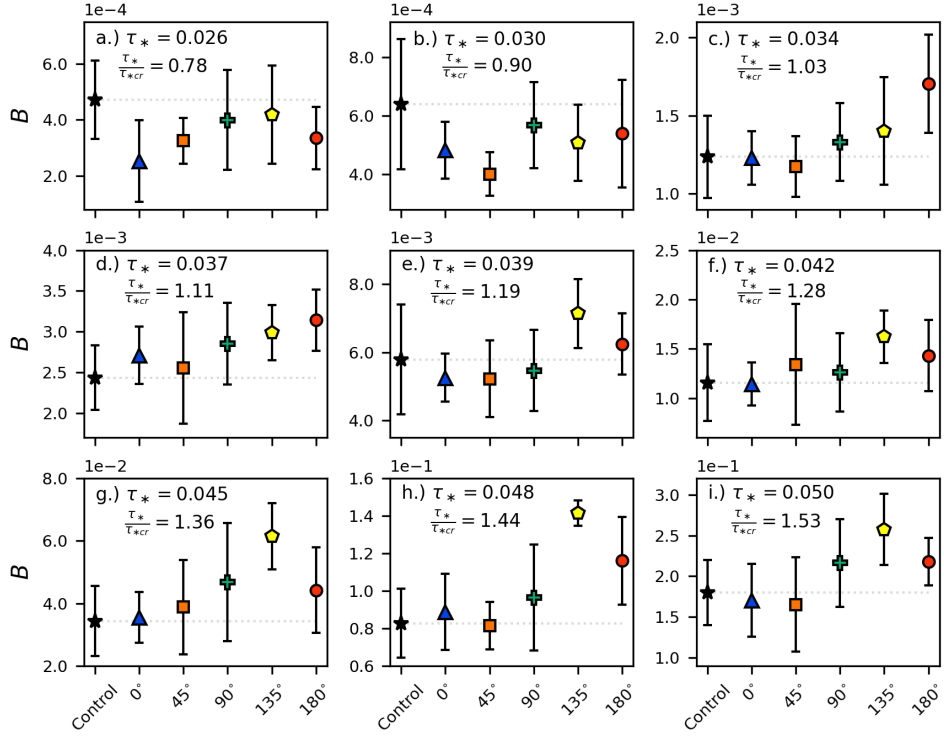 1e−4
a.) τ* = 0.026
τ*/τ*cr = 0.78
6.0
4.0
2.0
B
1e−4
b.) τ* = 0.030
τ*/τ*cr = 0.90
8.0
6.0
4.0
1e−3
c.) τ* = 0.034
τ*/τ*cr = 1.03
2.0
1.5
1.0
1e−3
d.) τ* = 0.037
τ*/τ*cr = 1.11
4.0
3.5
3.0
2.5
2.0
B
1e−3
e.) τ* = 0.039
τ*/τ*cr = 1.19
8.0
6.0
4.0
1e−2
f.) τ* = 0.042
τ*/τ*cr = 1.28
2.5
2.0
1.5
1.0
1e−2
g.) τ* = 0.045
τ*/τ*cr = 1.36
8.0
6.0
4.0
2.0
B
Control 0° 45° 90° 135° 180°
1e−1
h.) τ* = 0.048
τ*/τ*cr = 1.44
1.6
1.4
1.2
1.0
0.8
0.6
Control 0° 45° 90° 135° 180°
1e−1
i.) τ* = 0.050
τ*/τ*cr = 1.53
3.0
2.5
2.0
1.5
1.0
Control 0° 45° 90° 135° 180°